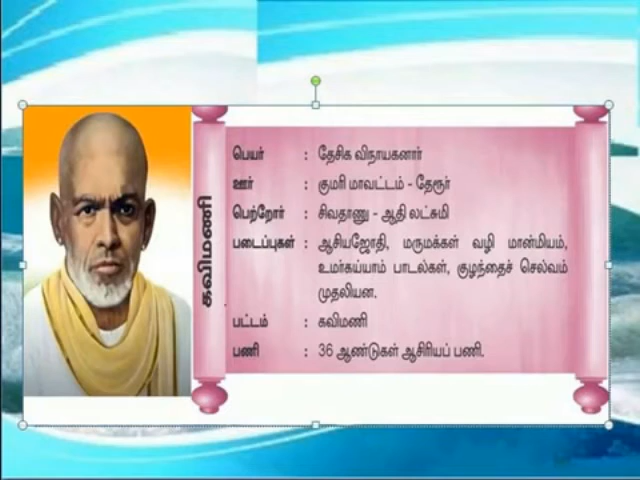 கவிமணி
பெயர் : தேசிக விநாயகனார்
ஊர் : குமரி மாவட்டம் - தேரூர்
பெற்றோர் : சிவதாணு - ஆதி லட்சுமி
படைப்புகள் : ஆசியஜோதி, மருமக்கள் வழி மான்மியம்,
உமர்கய்யாம் பாடல்கள், குழந்தைச் செல்வம்
முதலியன.
பட்டம் : கவிமணி
பணி : 36 ஆண்டுகள் ஆசிரியப் பணி.